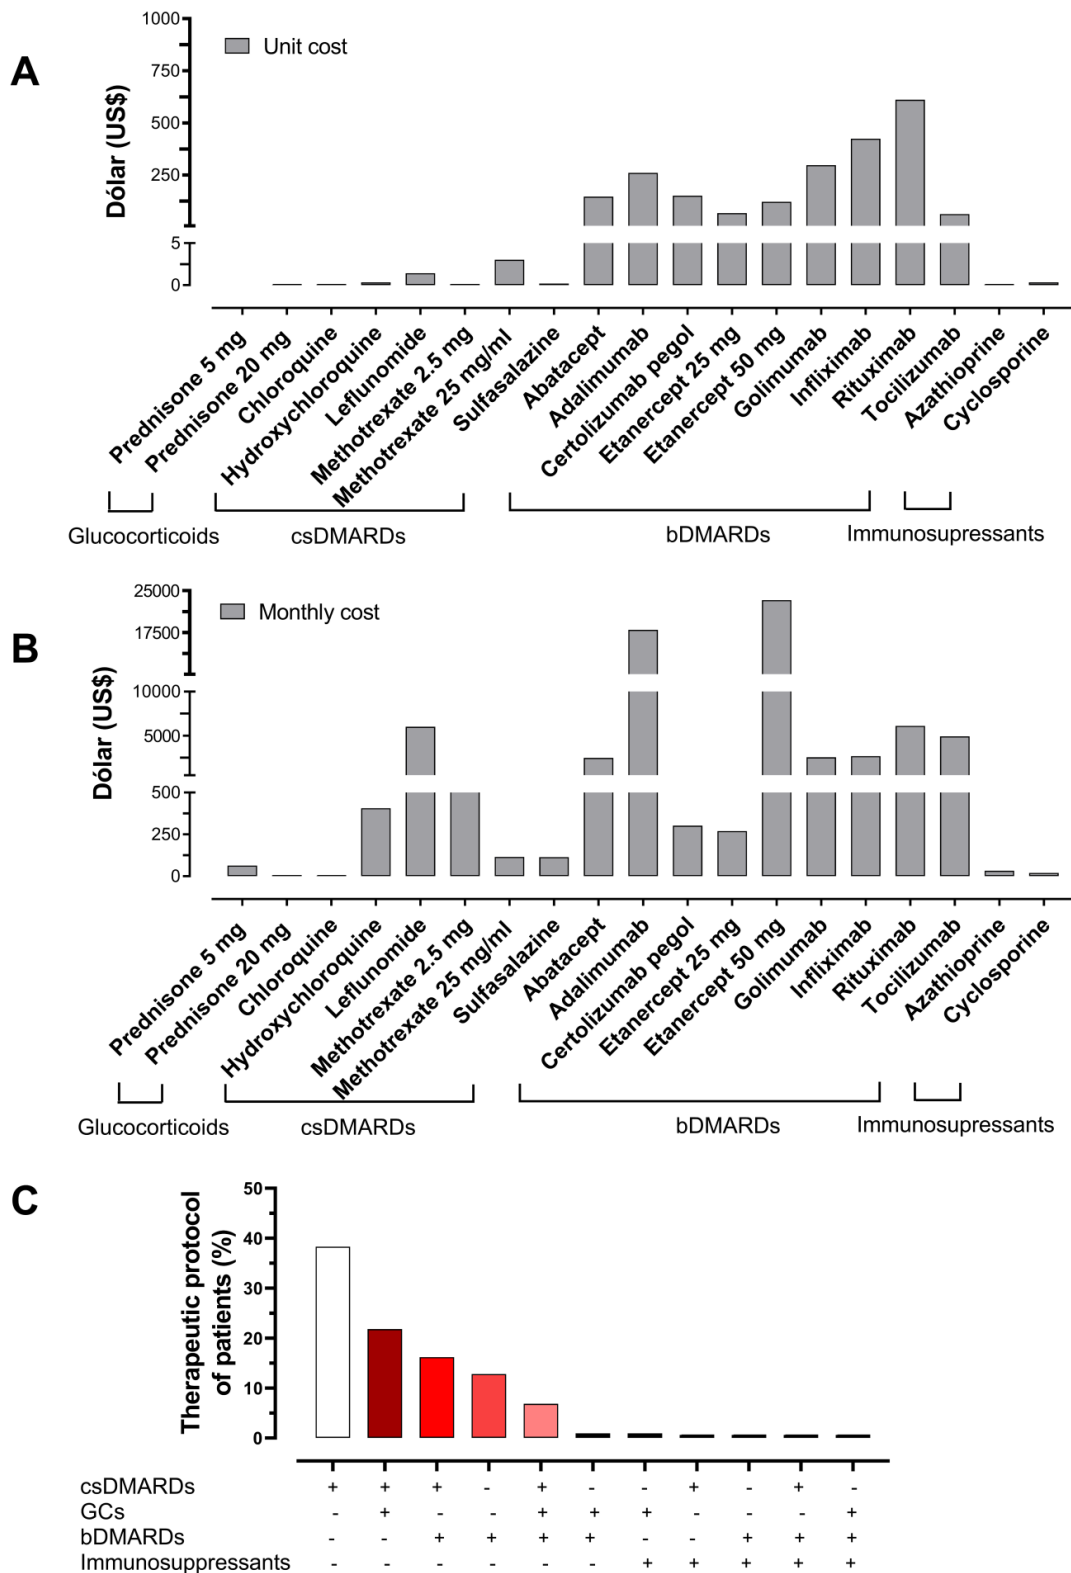 A
Dólar (US$)
1000
750
500
250
5
0
Unit cost
Prednisone 5 mg
Prednisone 20 mg
Chloroquine
Hydroxychloroquine
Leflunomide
Methotrexate 2.5 mg
Methotrexate 25 mg/ml
Sulfasalazine
Abatacept
Adalimumab
Certolizumab pegol
Etanercept 25 mg
Etanercept 50 mg
Golimumab
Infliximab
Rituximab
Tocilizumab
Azathioprine
Cyclosporine
Glucocorticoids
csDMARDs
bDMARDs
Immunosupressants
B
Dólar (US$)
25000
17500
10000
5000
500
250
0
Monthly cost
Prednisone 5 mg
Prednisone 20 mg
Chloroquine
Hydroxychloroquine
Leflunomide
Methotrexate 2.5 mg
Methotrexate 25 mg/ml
Sulfasalazine
Abatacept
Adalimumab
Certolizumab pegol
Etanercept 25 mg
Etanercept 50 mg
Golimumab
Infliximab
Rituximab
Tocilizumab
Azathioprine
Cyclosporine
Glucocorticoids
csDMARDs
bDMARDs
Immunosupressants
C
Therapeutic protocol
of patients (%)
50
40
30
20
10
0
csDMARDs + + + - + - - + - + -
GCs - + - - + + + - - - +
bDMARDs - - + + + + - - + + +
Immunosuppressants - - - - - - + + + + +